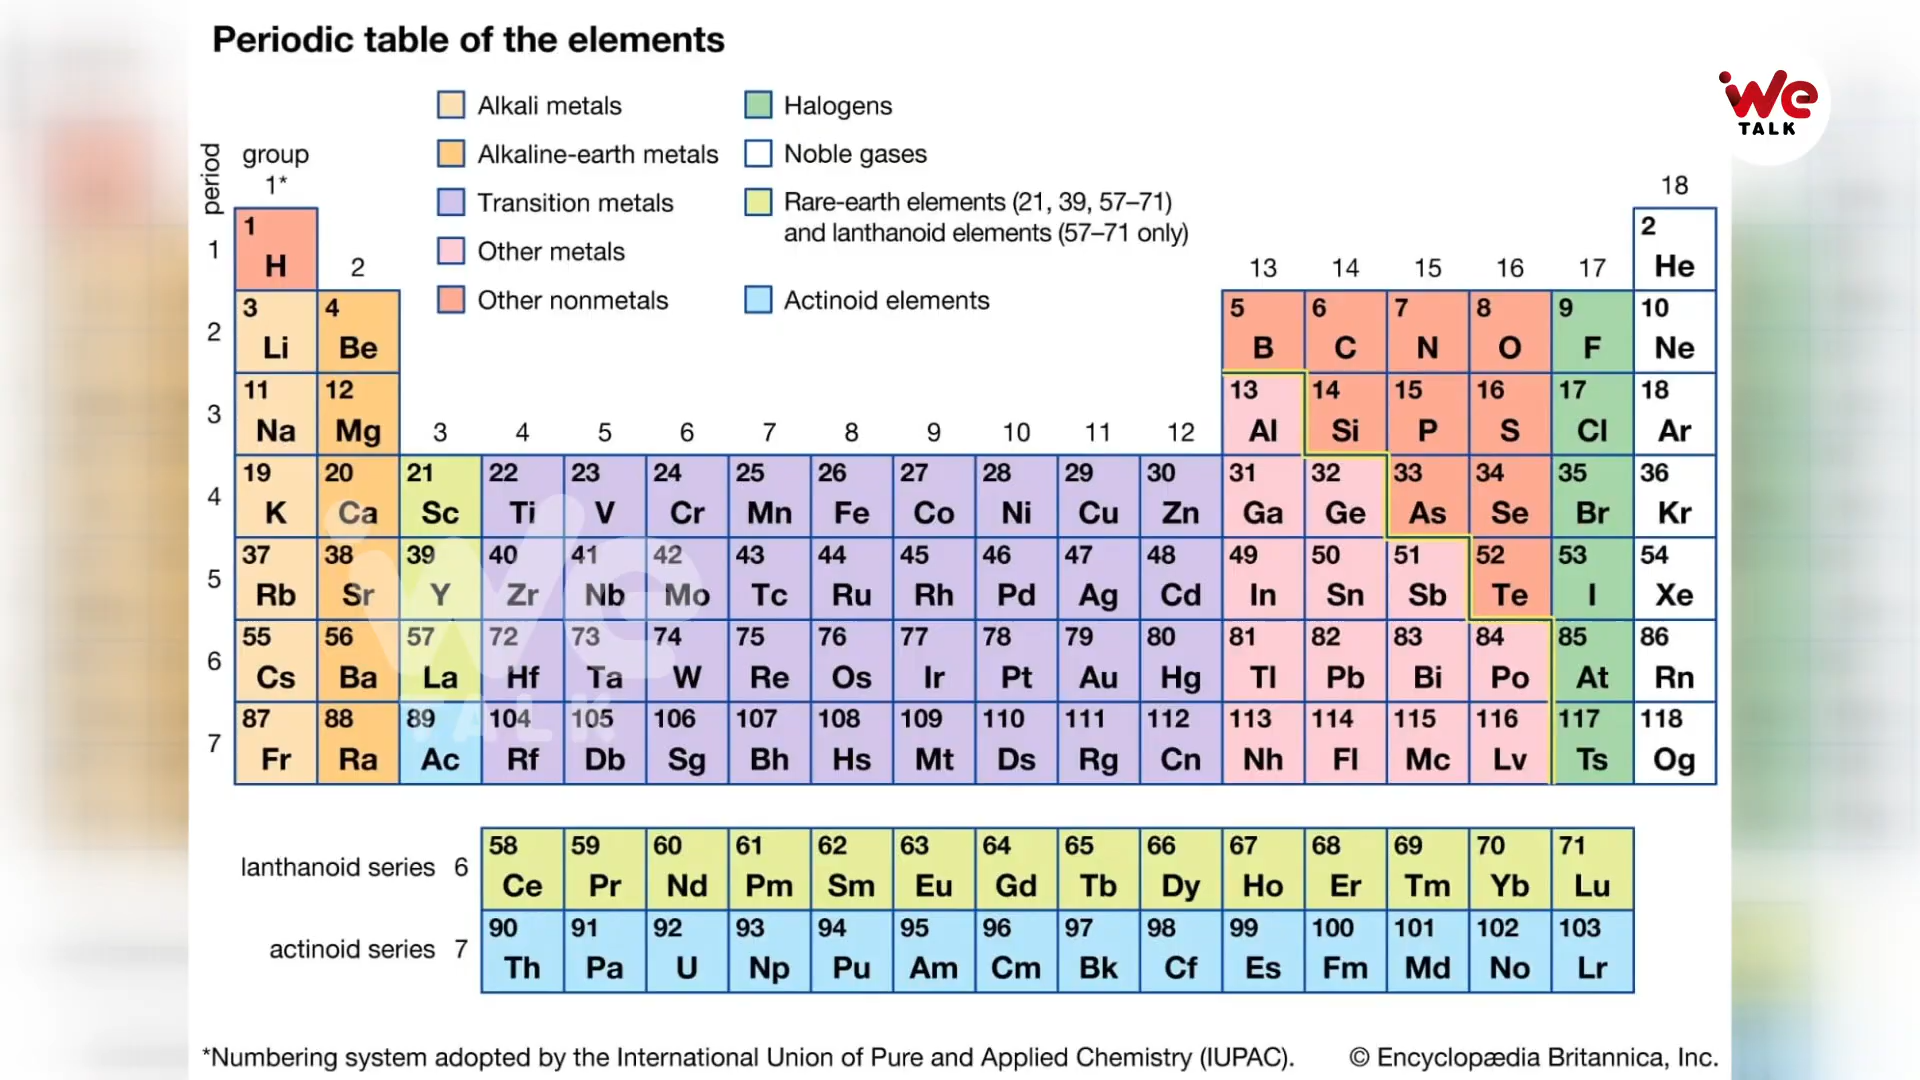 Periodic table of the elements
Alkali metals
Alkaline-earth metals
Transition metals
Other metals
Other nonmetals
Halogens
Noble gases
Rare-earth elements (21, 39, 57–71)
and lanthanoid elements (57–71 only)
Actinoid elements
We
TALK
period
group
1* 18
1 H 2 He
1 2 13 14 15 16 17
3 Li 4 Be 5 B 6 C 7 N 8 O 9 F 10 Ne
2
11 Na 12 Mg 13 Al 14 Si 15 P 16 S 17 Cl 18 Ar
3 3 4 5 6 7 8 9 10 11 12
19 K 20 Ca 21 Sc 22 Ti 23 V 24 Cr 25 Mn 26 Fe 27 Co 28 Ni 29 Cu 30 Zn 31 Ga 32 Ge 33 As 34 Se 35 Br 36 Kr
4
37 Rb 38 Sr 39 Y 40 Zr 41 Nb 42 Mo 43 Tc 44 Ru 45 Rh 46 Pd 47 Ag 48 Cd 49 In 50 Sn 51 Sb 52 Te 53 I 54 Xe
5
55 Cs 56 Ba 57 La 72 Hf 73 Ta 74 W 75 Re 76 Os 77 Ir 78 Pt 79 Au 80 Hg 81 Tl 82 Pb 83 Bi 84 Po 85 At 86 Rn
6
87 Fr 88 Ra 89 Ac 104 Rf 105 Db 106 Sg 107 Bh 108 Hs 109 Mt 110 Ds 111 Rg 112 Cn 113 Nh 114 Fl 115 Mc 116 Lv 117 Ts 118 Og
7
We
TALK
lanthanoid series 6 58 Ce 59 Pr 60 Nd 61 Pm 62 Sm 63 Eu 64 Gd 65 Tb 66 Dy 67 Ho 68 Er 69 Tm 70 Yb 71 Lu
actinoid series 7 90 Th 91 Pa 92 U 93 Np 94 Pu 95 Am 96 Cm 97 Bk 98 Cf 99 Es 100 Fm 101 Md 102 No 103 Lr
*Numbering system adopted by the International Union of Pure and Applied Chemistry (IUPAC). © Encyclopædia Britannica, Inc.